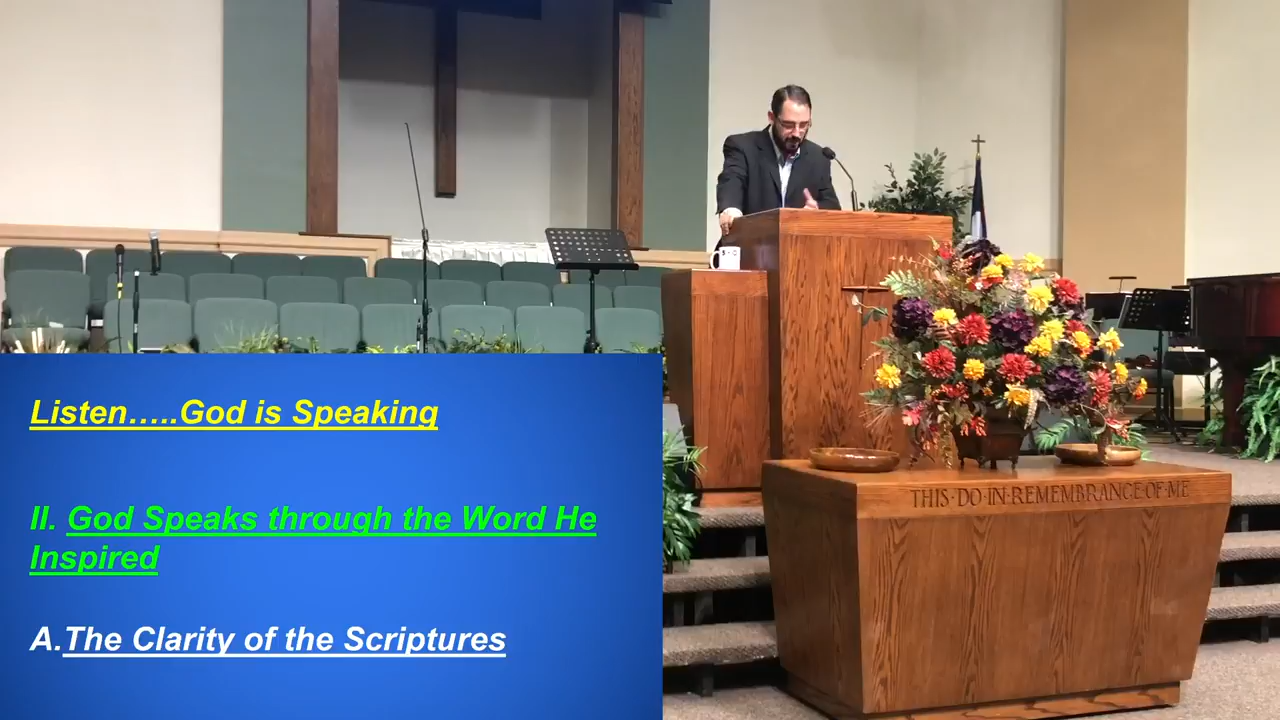 Listen…..God is Speaking
II. God Speaks through the Word He
Inspired
A.The Clarity of the Scriptures
THIS·DO·IN·REMEMBRANCE·OF·ME